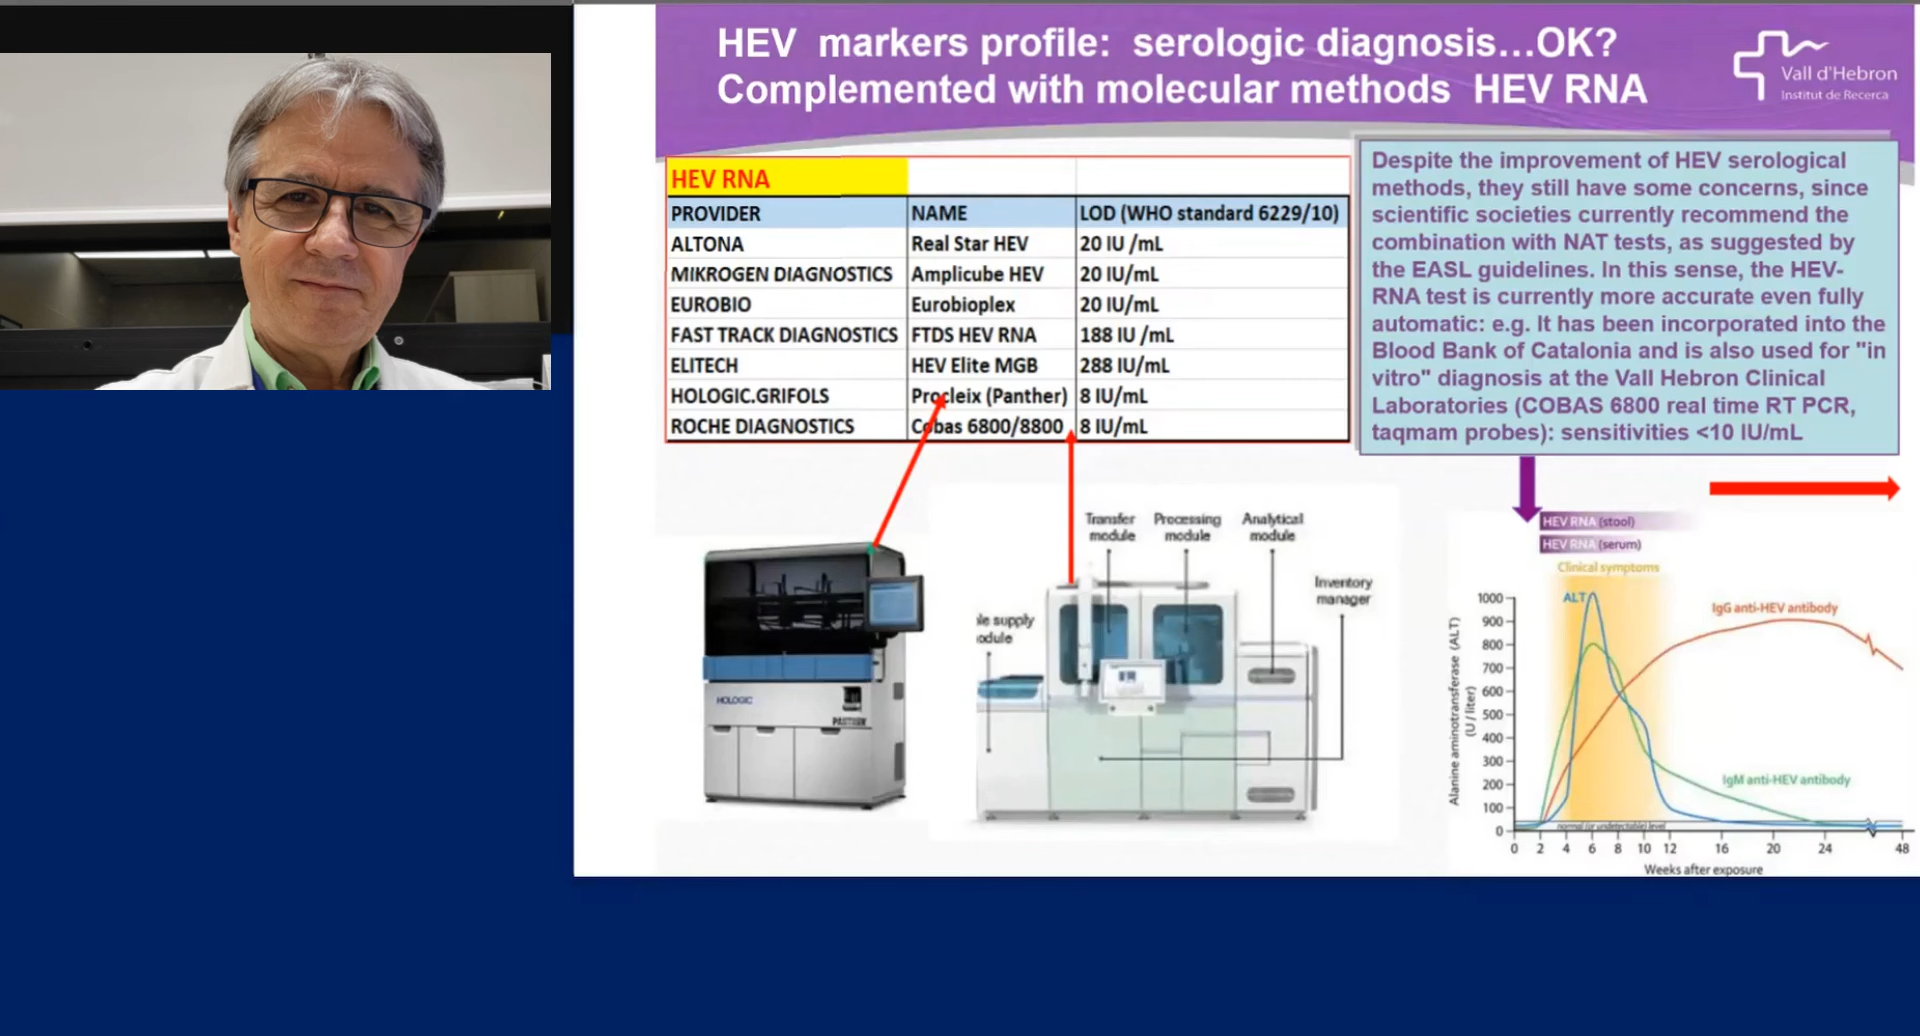 HEV markers profile: serologic diagnosis...OK?
Complemented with molecular methods HEV RNA
Vall d'Hebron
Institut de Recerca
HEV RNA
PROVIDER NAME LOD (WHO standard 6229/10)
ALTONA Real Star HEV 20 IU /mL
MIKROGEN DIAGNOSTICS Amplicube HEV 20 IU/mL
EUROBIO Eurobioplex 20 IU/mL
FAST TRACK DIAGNOSTICS FTDS HEV RNA 188 IU /mL
ELITECH HEV Elite MGB 288 IU/mL
HOLOGIC.GRIFOLS Procleix (Panther) 8 IU/mL
ROCHE DIAGNOSTICS Cobas 6800/8800 8 IU/mL
Despite the improvement of HEV serological
methods, they still have some concerns, since
scientific societies currently recommend the
combination with NAT tests, as suggested by
the EASL guidelines. In this sense, the HEV-
RNA test is currently more accurate even fully
automatic: e.g. It has been incorporated into the
Blood Bank of Catalonia and is also used for "in
vitro" diagnosis at the Vall Hebron Clinical
Laboratories (COBAS 6800 real time RT PCR,
taqmam probes): sensitivities <10 IU/mL
HOLOGIC
PANTHER
Transfer
module
Processing
module
Analytical
module
Inventory
manager
le supply
odule
HEV RNA (stool)
HEV RNA (serum)
Clinical symptoms
ALT
IgG anti-HEV antibody
IgM anti-HEV antibody
Alanine aminotransferase (ALT)
(U / liter)
1000
900
800
700
600
500
400
300
200
100
0
normal (or undetectable) level
0 2 4 6 8 10 12 16 20 24 48
Weeks after exposure